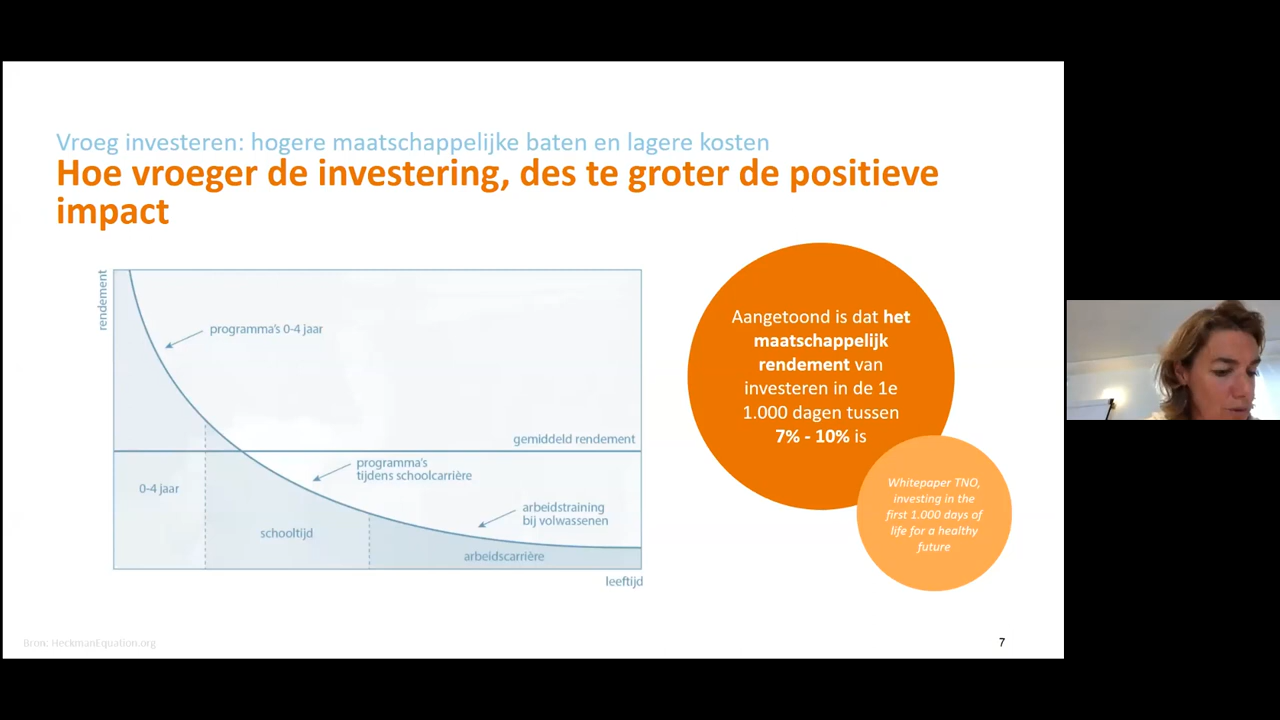 Vroeg investeren: hogere maatschappelijke baten en lagere kosten
Hoe vroeger de investering, des te groter de positieve
impact
rendement
programma's 0-4 jaar
gemiddeld rendement
programma's
tijdens schoolcarrière
0-4 jaar
arbeidstraining
bij volwassenen
schooltijd
arbeidscarrière
leeftijd
Aangetoond is dat het
maatschappelijk
rendement van
investeren in de 1e
1.000 dagen tussen
7% - 10% is
Whitepaper TNO,
investing in the
first 1.000 days of
life for a healthy
future
Bron: HeckmanEquation.org
7